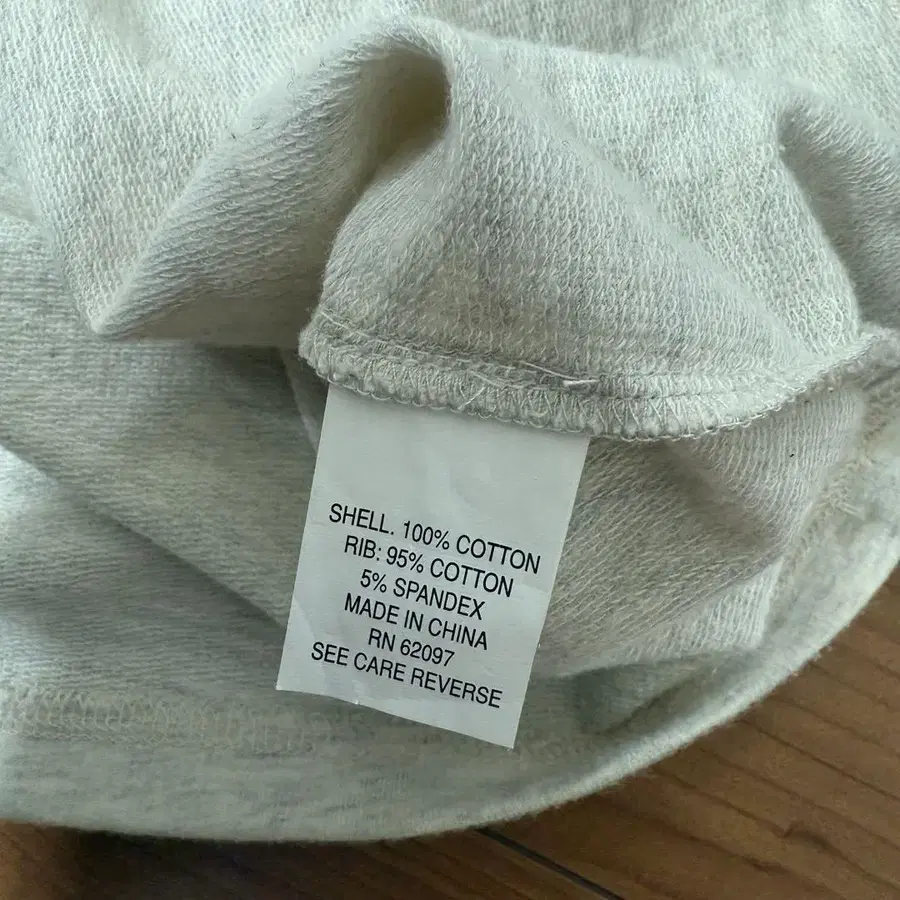 SHELL. 100% COTTON
RIB: 95% COTTON
5% SPANDEX
MADE IN CHINA
RN 62097
SEE CARE REVERSE